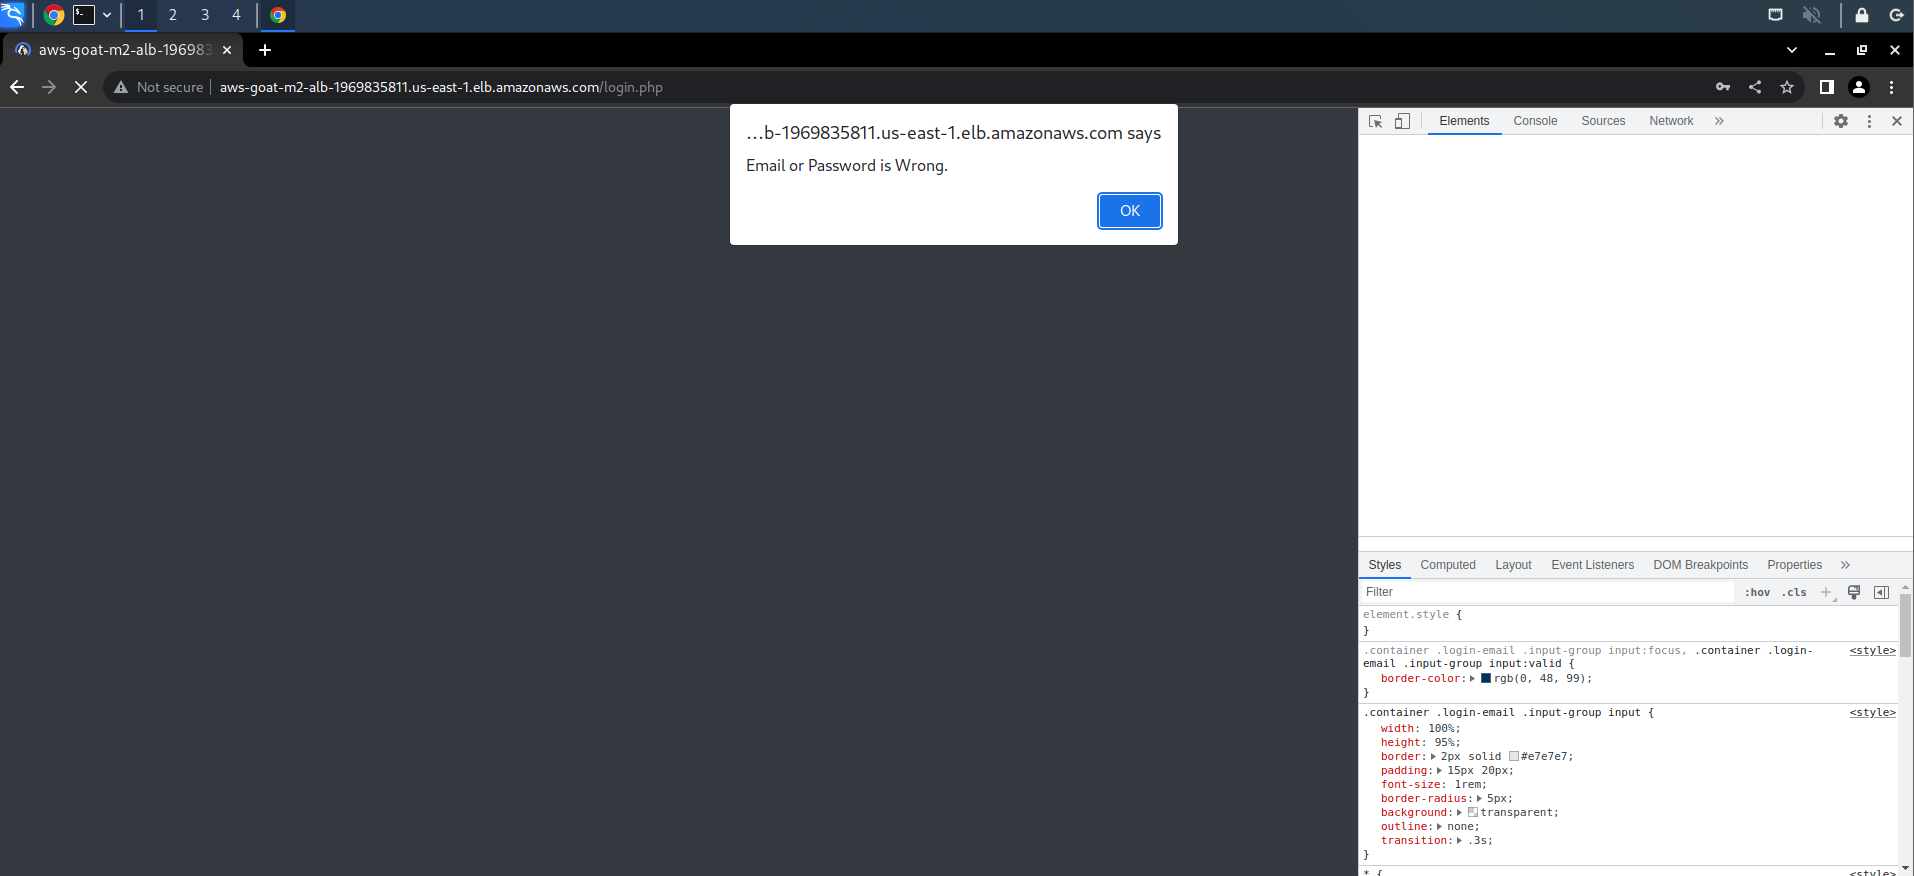 1 2 3 4
aws-goat-m2-alb-196983
Not secure aws-goat-m2-alb-1969835811.us-east-1.elb.amazonaws.com/login.php
...b-1969835811.us-east-1.elb.amazonaws.com says
Email or Password is Wrong.
OK
Elements Console Sources Network »
Styles Computed Layout Event Listeners DOM Breakpoints Properties »
Filter :hov .cls
element.style {
}
.container .login-email .input-group input:focus, .container .login- <style>
email .input-group input:valid {
border-color: rgb(0, 48, 99);
}
.container .login-email .input-group input { <style>
width: 100%;
height: 95%;
border: 2px solid #e7e7e7;
padding: 15px 20px;
font-size: 1rem;
border-radius: 5px;
background: transparent;
outline: none;
transition: .3s;
}
* { <style>